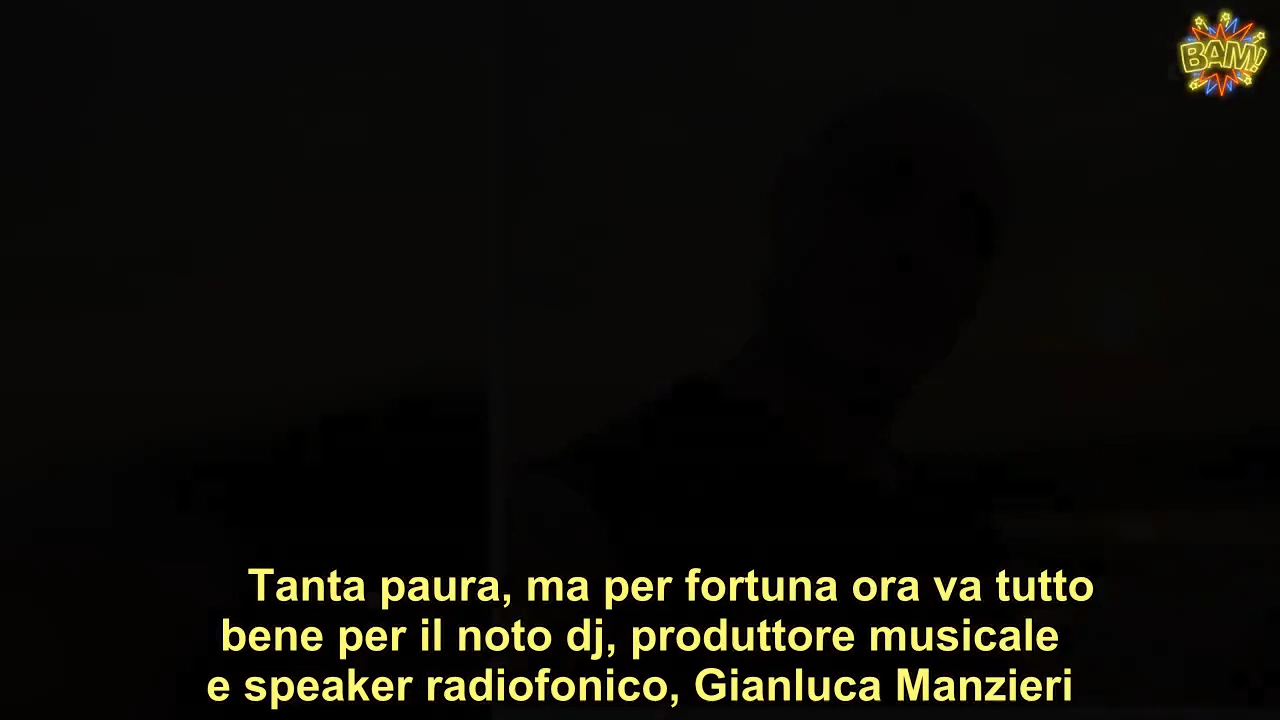 BAM!
Tanta paura, ma per fortuna ora va tutto
bene per il noto dj, produttore musicale
e speaker radiofonico, Gianluca Manzieri